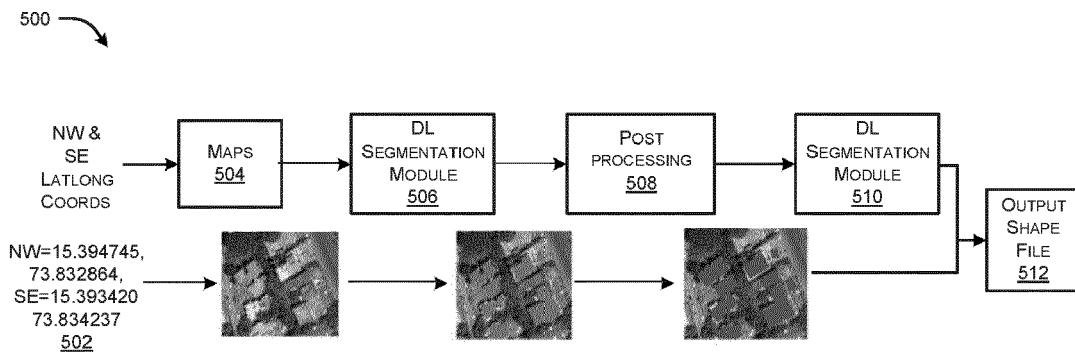 500
NW &
SE
LATLONG
COORDS
MAPS
504
DL
SEGMENTATION
MODULE
506
POST
PROCESSING
508
DL
SEGMENTATION
MODULE
510
OUTPUT
SHAPE
FILE
512
NW=15.394745,
73.832864,
SE=15.393420
73.834237
502